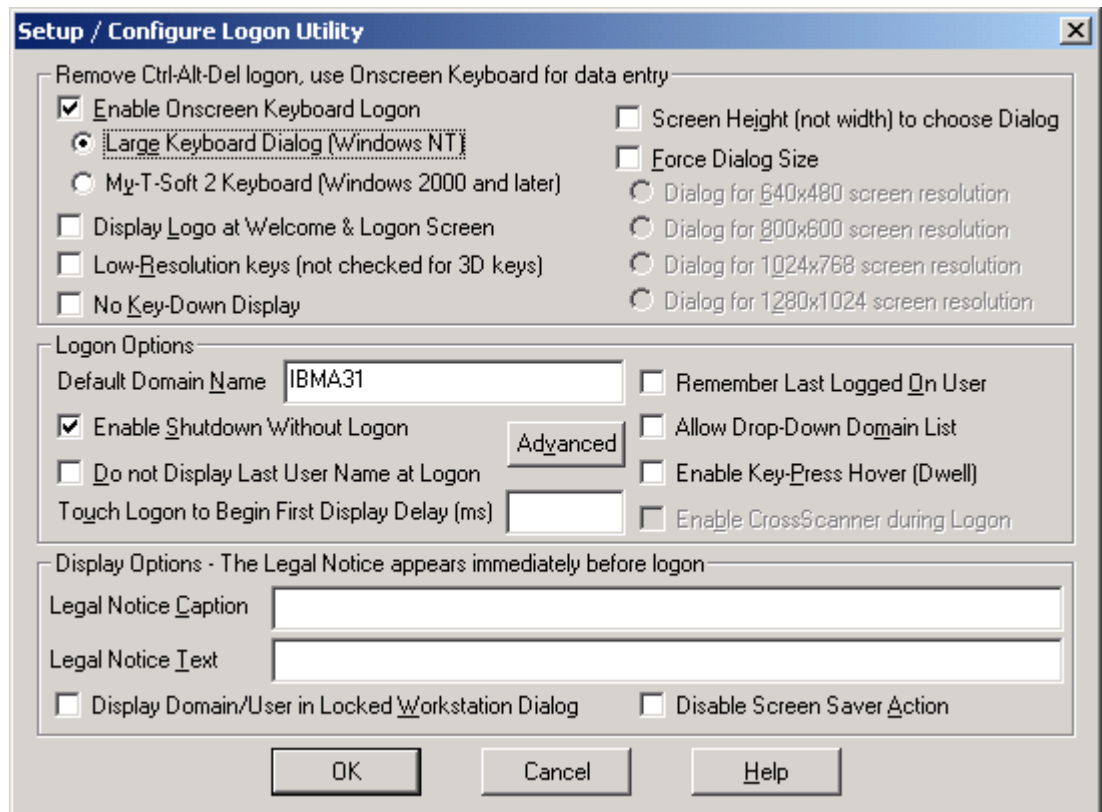 Setup / Configure Logon Utility
Remove Ctrl-Alt-Del logon, use Onscreen Keyboard for data entry
Enable Onscreen Keyboard Logon
Large Keyboard Dialog (Windows NT)
My-T-Soft 2 Keyboard (Windows 2000 and later)
Display Logo at Welcome & Logon Screen
Low-Resolution keys (not checked for 3D keys)
No Key-Down Display
Screen Height (not width) to choose Dialog
Force Dialog Size
Dialog for 640x480 screen resolution
Dialog for 800x600 screen resolution
Dialog for 1024x768 screen resolution
Dialog for 1280x1024 screen resolution
Logon Options
Default Domain Name IBMA31
Enable Shutdown Without Logon
Advanced
Do not Display Last User Name at Logon
Touch Logon to Begin First Display Delay (ms)
Remember Last Logged On User
Allow Drop-Down Domain List
Enable Key-Press Hover (Dwell)
Enable CrossScanner during Logon
Display Options - The Legal Notice appears immediately before logon
Legal Notice Caption
Legal Notice Text
Display Domain/User in Locked Workstation Dialog
Disable Screen Saver Action
OK Cancel Help